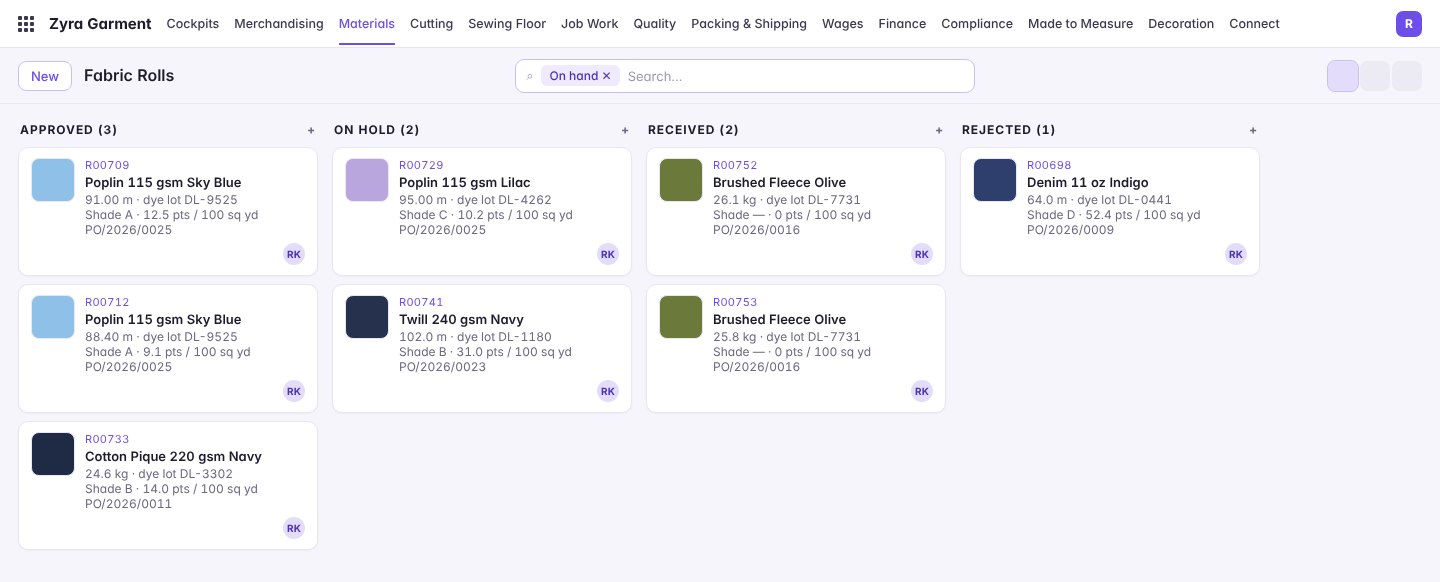 Zyra Garment Cockpits Merchandising Materials Cutting Sewing Floor Job Work Quality Packing & Shipping Wages Finance Compliance Made to Measure Decoration Connect R
New Fabric Rolls On hand ✕ Search...
APPROVED (3) +
R00709
Poplin 115 gsm Sky Blue
91.00 m · dye lot DL-9525
Shade A · 12.5 pts / 100 sq yd
PO/2026/0025
RK
R00712
Poplin 115 gsm Sky Blue
88.40 m · dye lot DL-9525
Shade A · 9.1 pts / 100 sq yd
PO/2026/0025
RK
R00733
Cotton Pique 220 gsm Navy
24.6 kg · dye lot DL-3302
Shade B · 14.0 pts / 100 sq yd
PO/2026/0011
RK
ON HOLD (2) +
R00729
Poplin 115 gsm Lilac
95.00 m · dye lot DL-4262
Shade C · 10.2 pts / 100 sq yd
PO/2026/0025
RK
R00741
Twill 240 gsm Navy
102.0 m · dye lot DL-1180
Shade B · 31.0 pts / 100 sq yd
PO/2026/0023
RK
RECEIVED (2) +
R00752
Brushed Fleece Olive
26.1 kg · dye lot DL-7731
Shade — · 0 pts / 100 sq yd
PO/2026/0016
RK
R00753
Brushed Fleece Olive
25.8 kg · dye lot DL-7731
Shade — · 0 pts / 100 sq yd
PO/2026/0016
RK
REJECTED (1) +
R00698
Denim 11 oz Indigo
64.0 m · dye lot DL-0441
Shade D · 52.4 pts / 100 sq yd
PO/2026/0009
RK